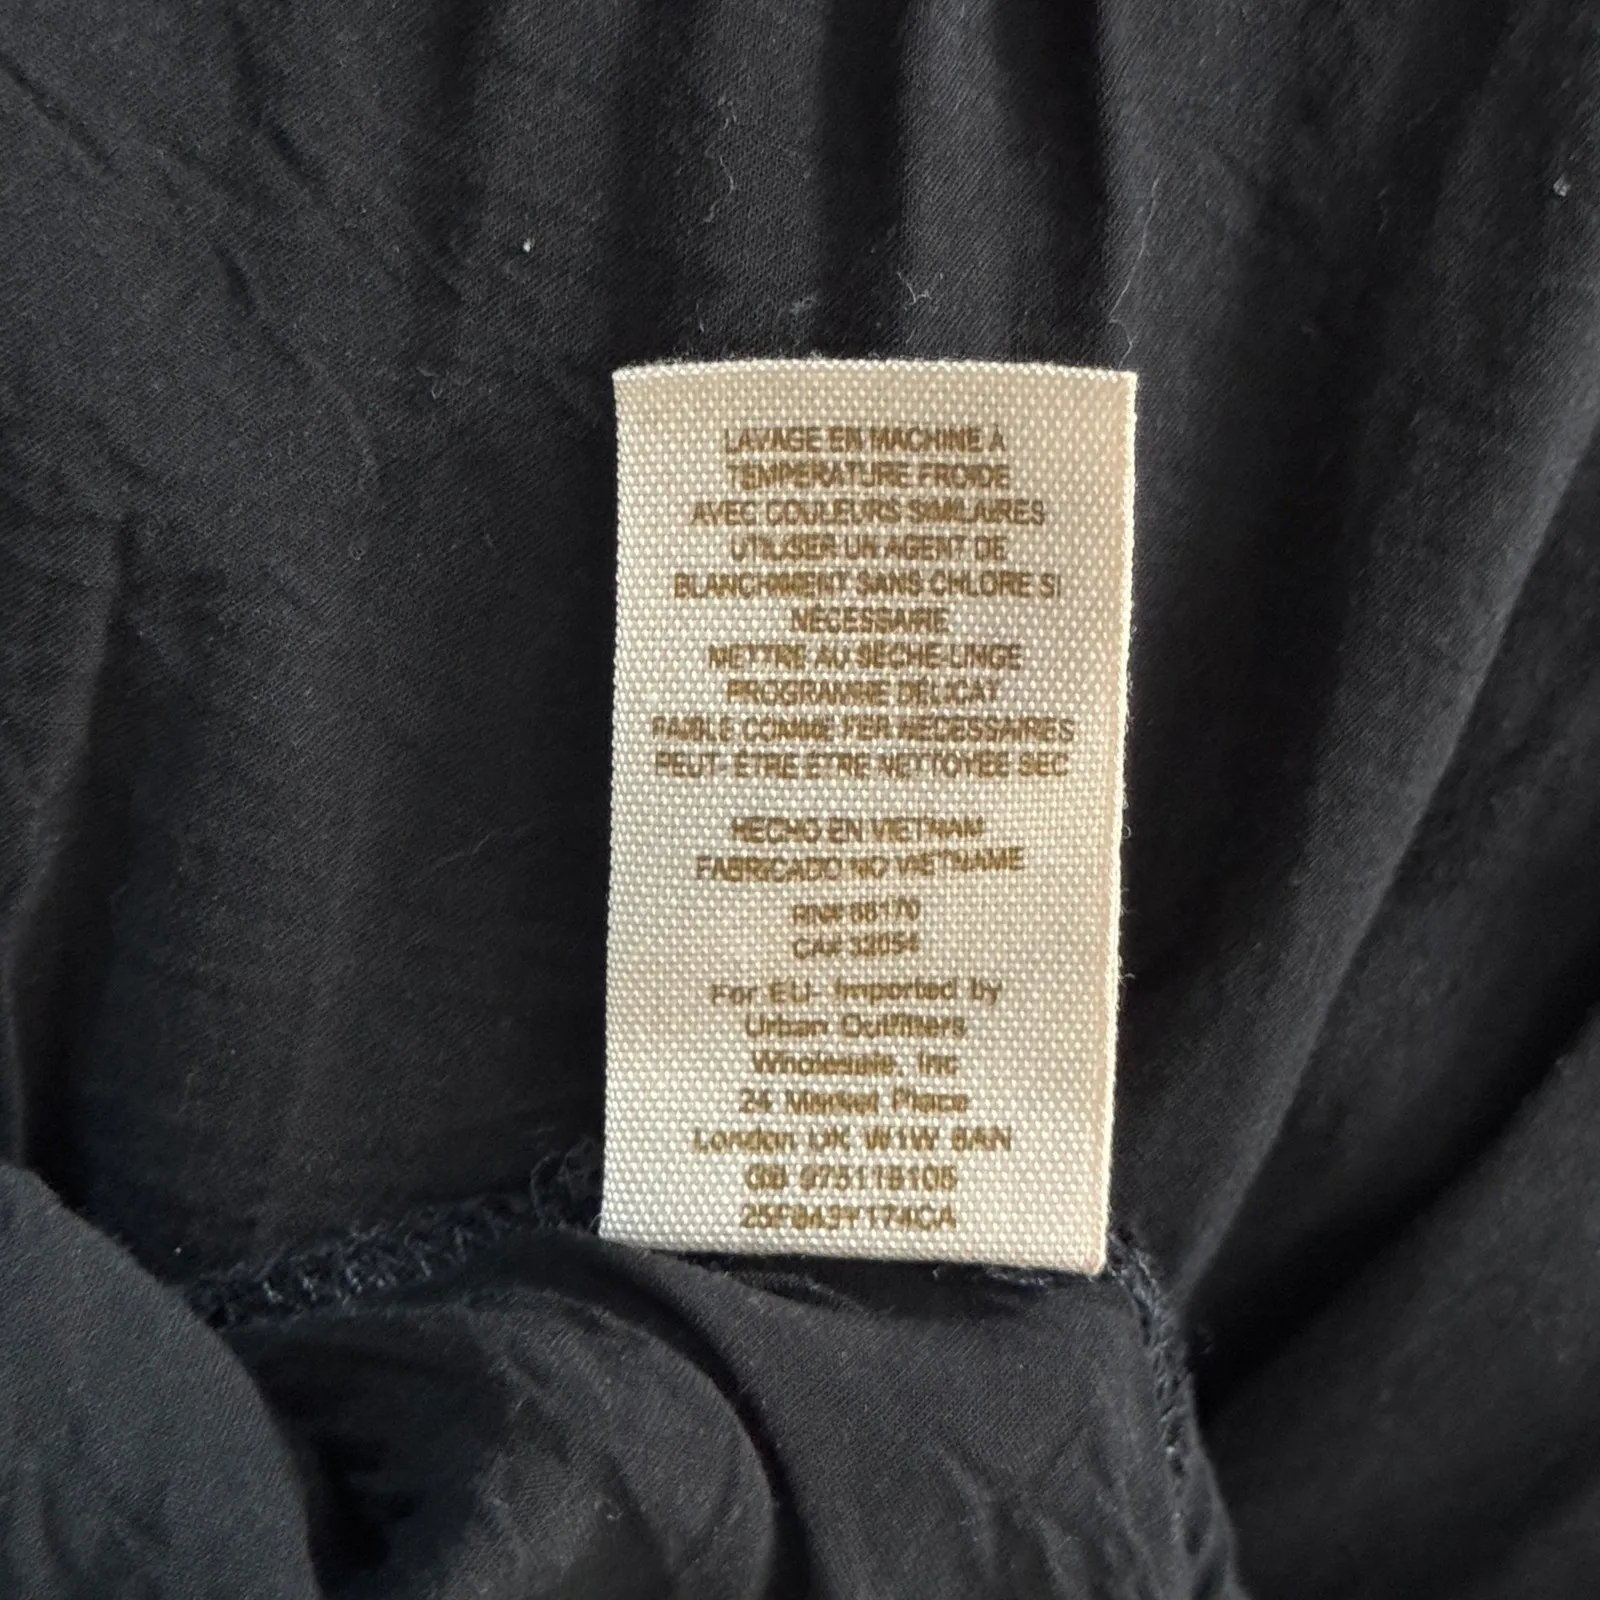 LAVAGE EN MACHINE À
TEMPÉRATURE FROIDE
AVEC COULEURS SIMILAIRES
UTILISER UN AGENT DE
BLANCHIMENT SANS CHLORE SI
NÉCESSAIRE
METTRE AU SÈCHE-LINGE
PROGRAMME DÉLICAT
FAIBLE COMME FER NÉCESSAIRES
PEUT-ÊTRE ÊTRE NETTOYÉE SEC
HECHO EN VIETNAM
FABRICADO NO VIETNAME
RN# 66170
CA# 32054
For EU- Imported by
Urban Outfitters
Wholesale, Inc
24 Market Place
London UK W1W 8AN
GB 975118105